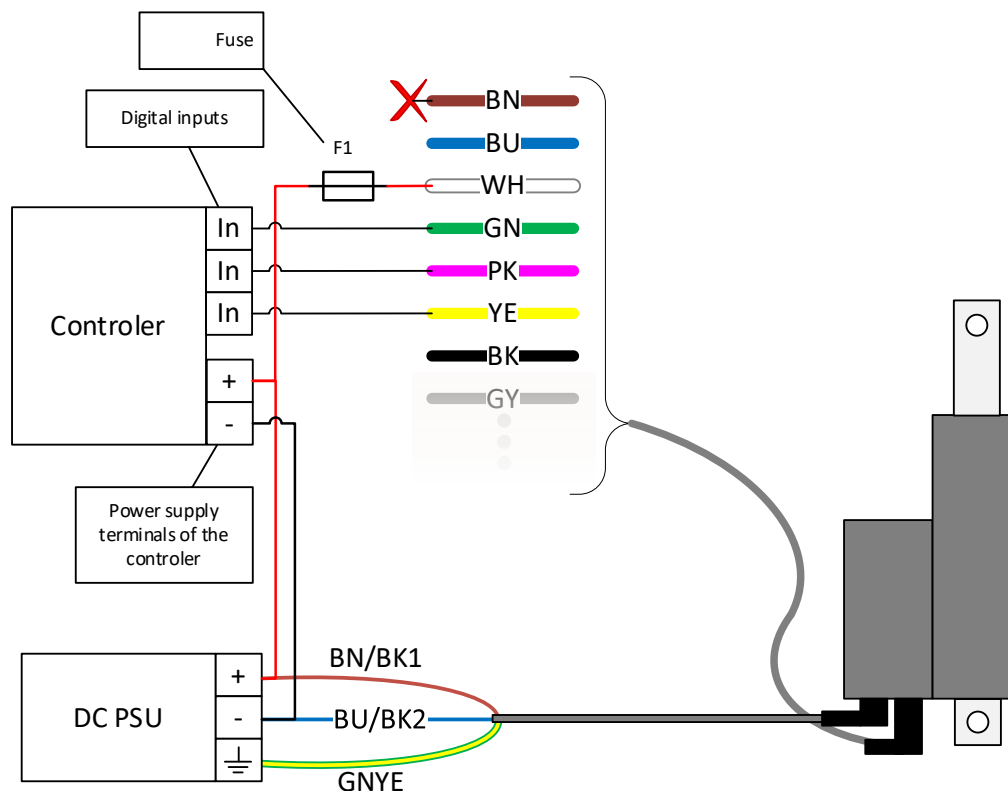 Fuse
Digital inputs
F1
BN
BU
WH
In
GN
In
PK
In
YE
Controler
BK
+
GY
-
Power supply
terminals of the
controler
BN/BK1
+
DC PSU
-
BU/BK2
GNYE